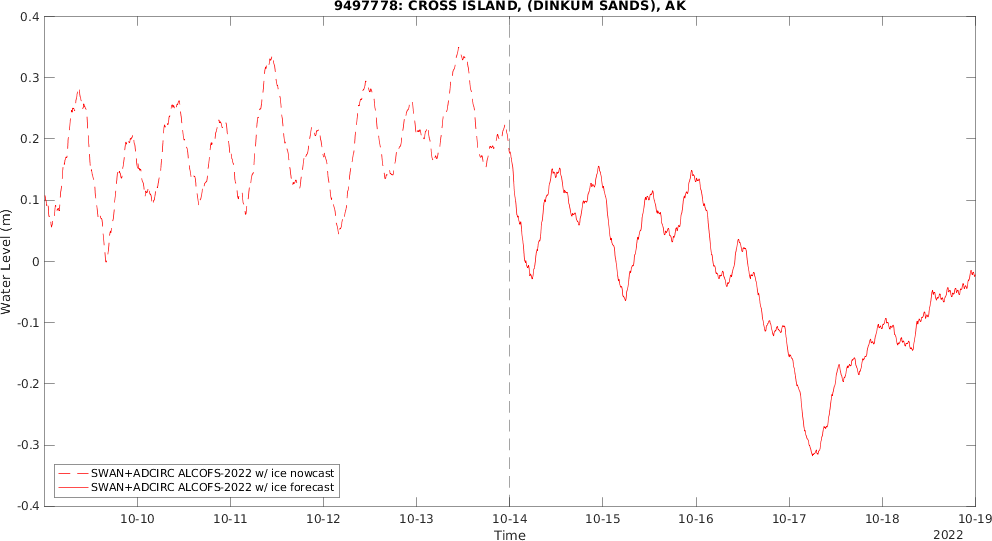 9497778: CROSS ISLAND, (DINKUM SANDS), AK
0.4
0.3
0.2
0.1
0
-0.1
-0.2
-0.3
-0.4
Water Level (m)
SWAN+ADCIRC ALCOFS-2022 w/ ice nowcast
SWAN+ADCIRC ALCOFS-2022 w/ ice forecast
10-10 10-11 10-12 10-13 10-14 10-15 10-16 10-17 10-18 10-19
Time
2022